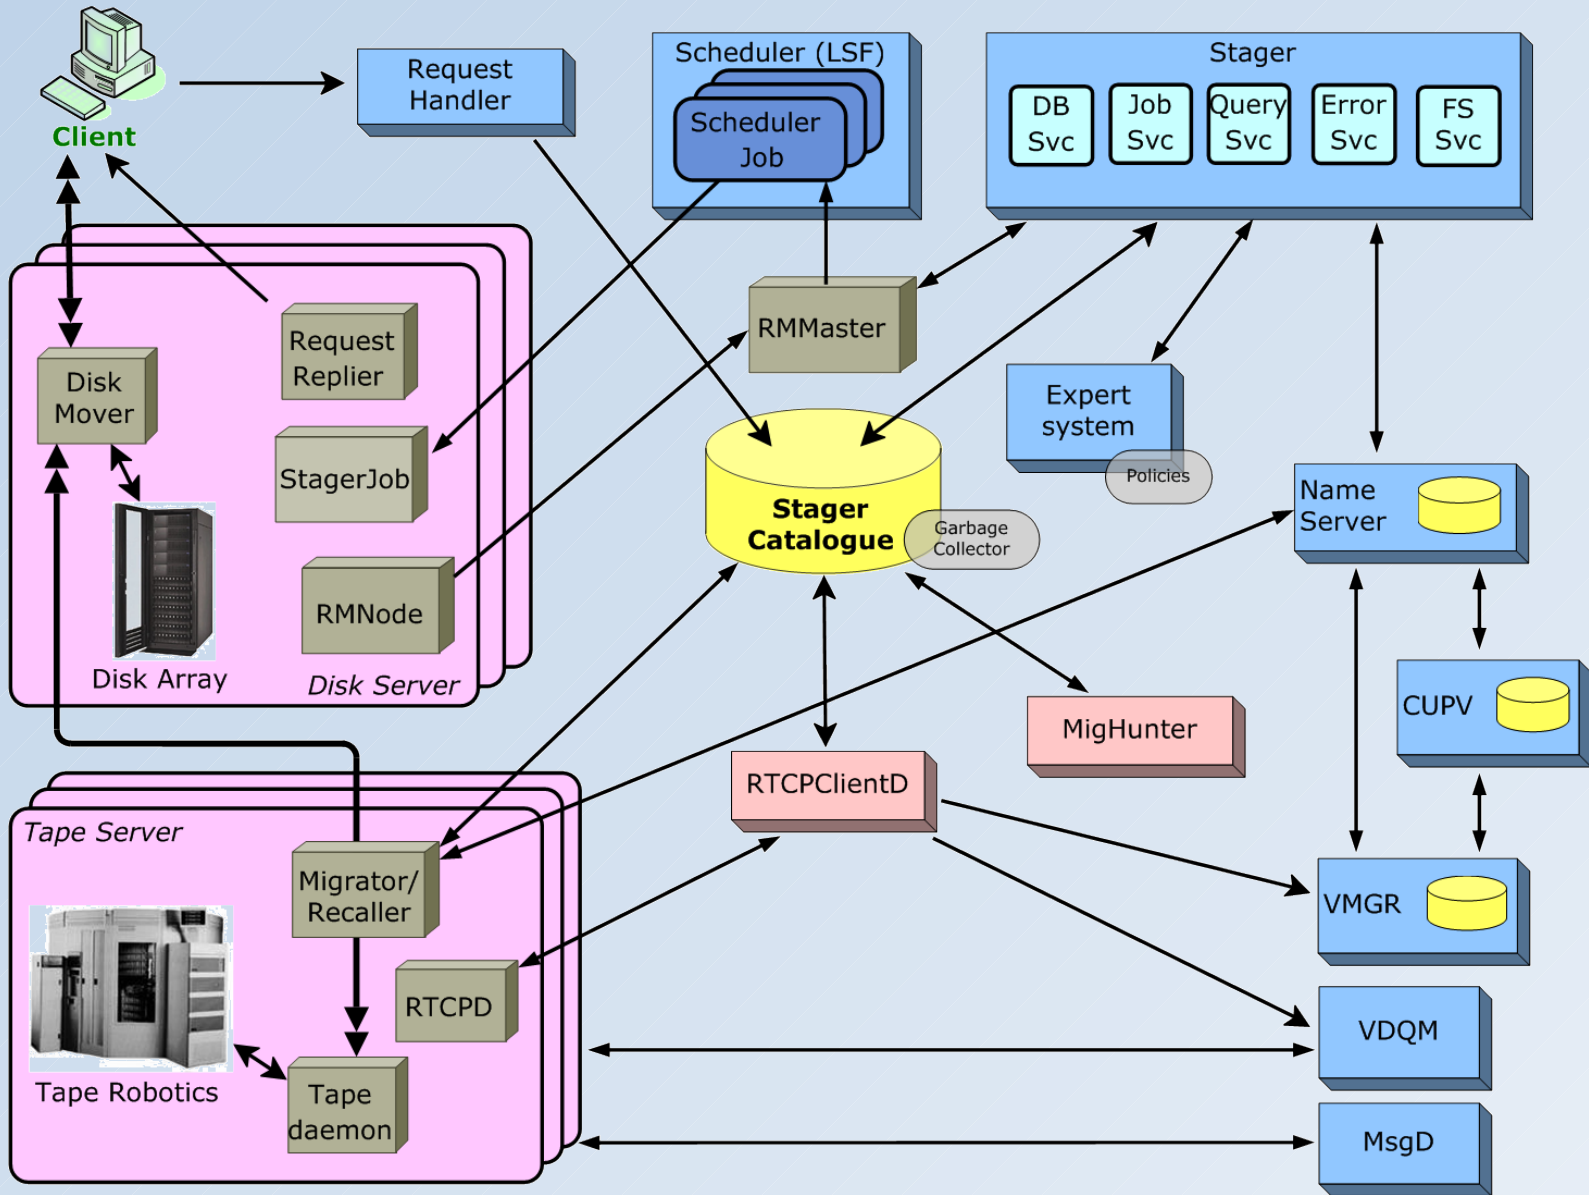 Client
Request
Handler
Scheduler (LSF)
Scheduler
Job
Stager
DB
Svc
Job
Svc
Query
Svc
Error
Svc
FS
Svc
Request
Replier
Disk
Mover
StagerJob
RMNode
Disk Array
Disk Server
RMMaster
Expert
system
Policies
Stager
Catalogue
Garbage
Collector
Name
Server
CUPV
MigHunter
RTCPClientD
VMGR
VDQM
MsgD
Tape Server
Migrator/
Recaller
RTCPD
Tape Robotics
Tape
daemon